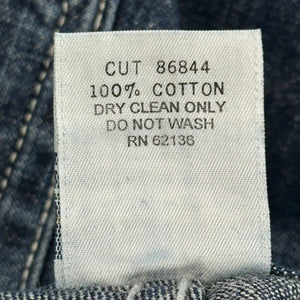 CUT 86844
100% COTTON
DRY CLEAN ONLY
DO NOT WASH
RN 62136